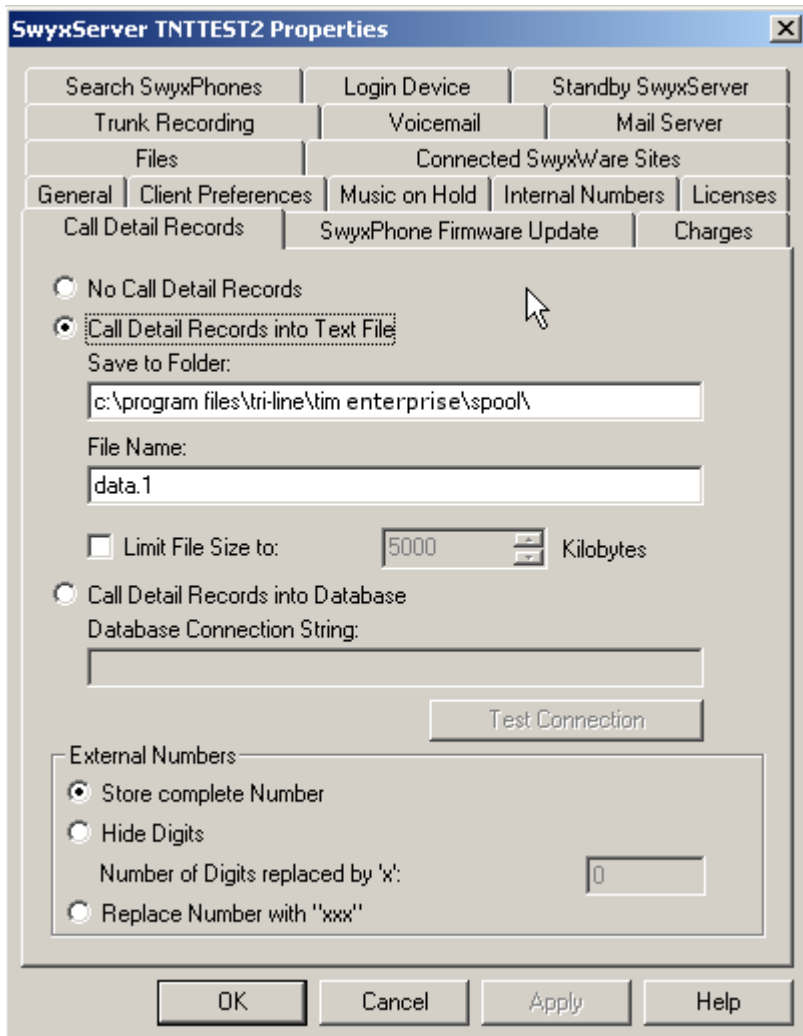 SwyxServer TNTTEST2 Properties
Search SwyxPhones Login Device Standby SwyxServer
Trunk Recording Voicemail Mail Server
Files Connected SwyxWare Sites
General Client Preferences Music on Hold Internal Numbers Licenses
Call Detail Records SwyxPhone Firmware Update Charges
No Call Detail Records
Call Detail Records into Text File
Save to Folder:
c:\program files\tri-line\tim enterprise\spool\
File Name:
data.1
Limit File Size to: 5000 Kilobytes
Call Detail Records into Database
Database Connection String:
Test Connection
External Numbers
Store complete Number
Hide Digits
Number of Digits replaced by 'x': 0
Replace Number with "xxx"
OK Cancel Apply Help